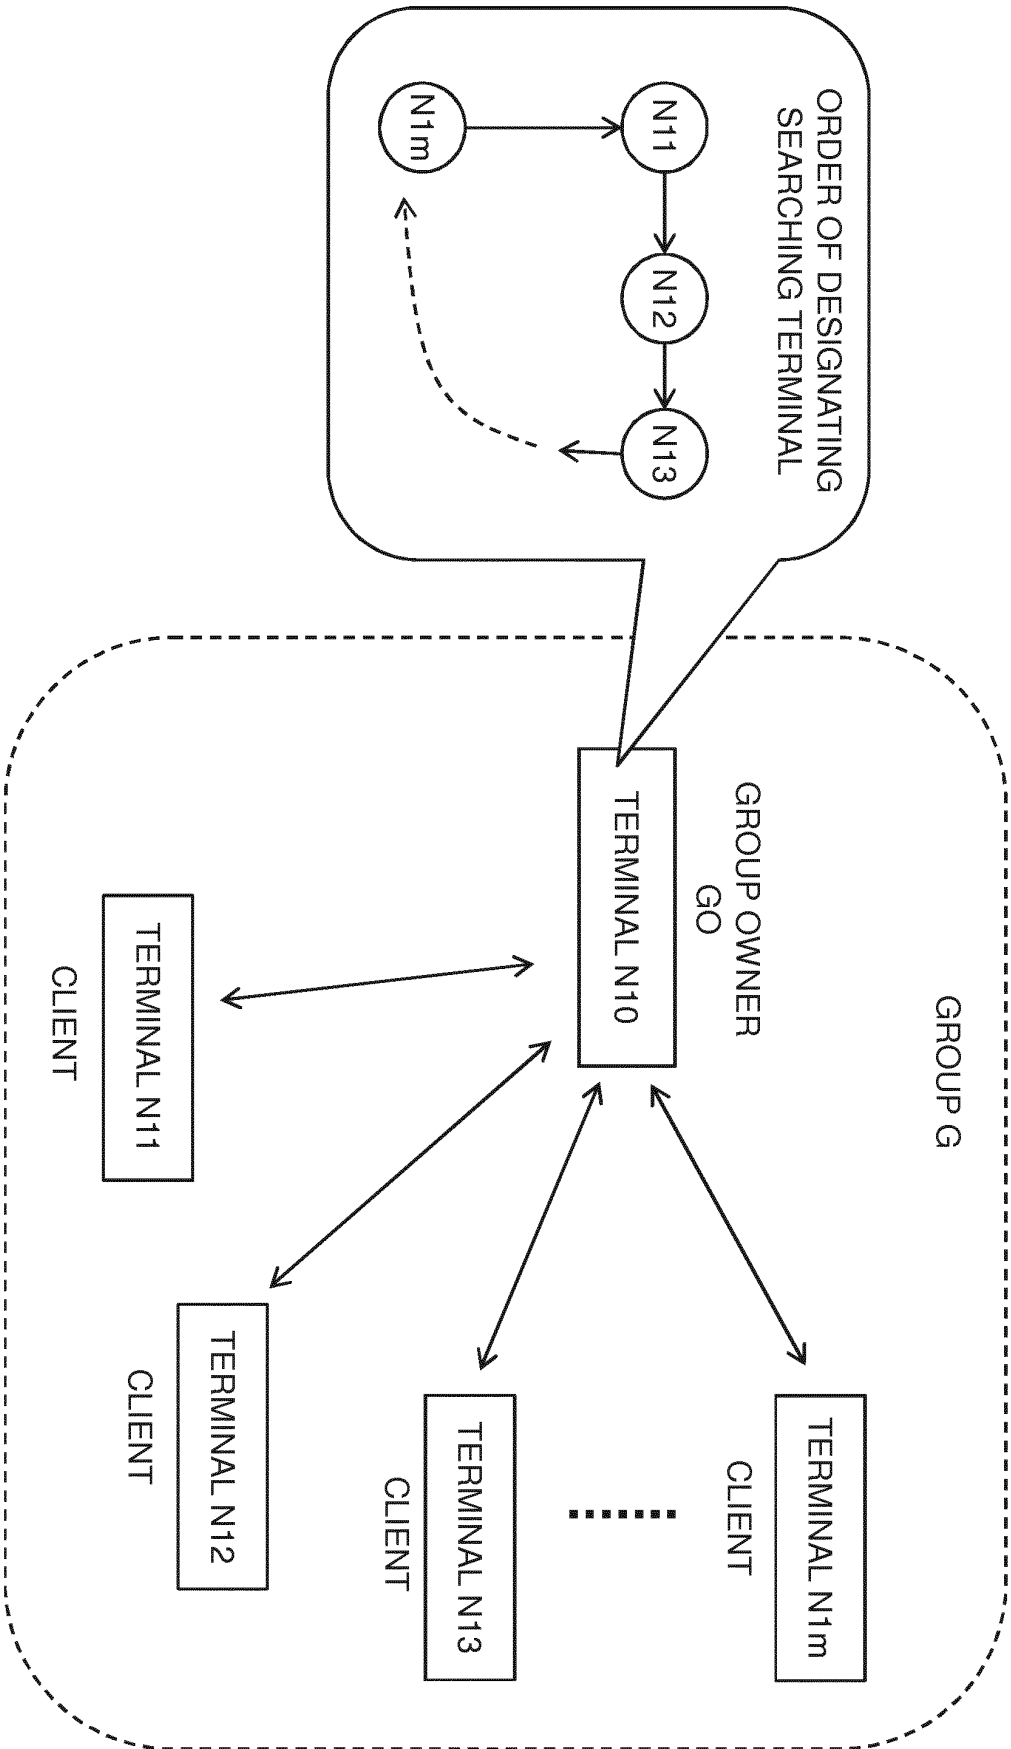 ORDER OF DESIGNATING
SEARCHING TERMINAL
N11
N12
N13
N1m
GROUP G
GROUP OWNER
GO
TERMINAL N10
TERMINAL N11
CLIENT
TERMINAL N12
CLIENT
TERMINAL N13
CLIENT
TERMINAL N1m
CLIENT